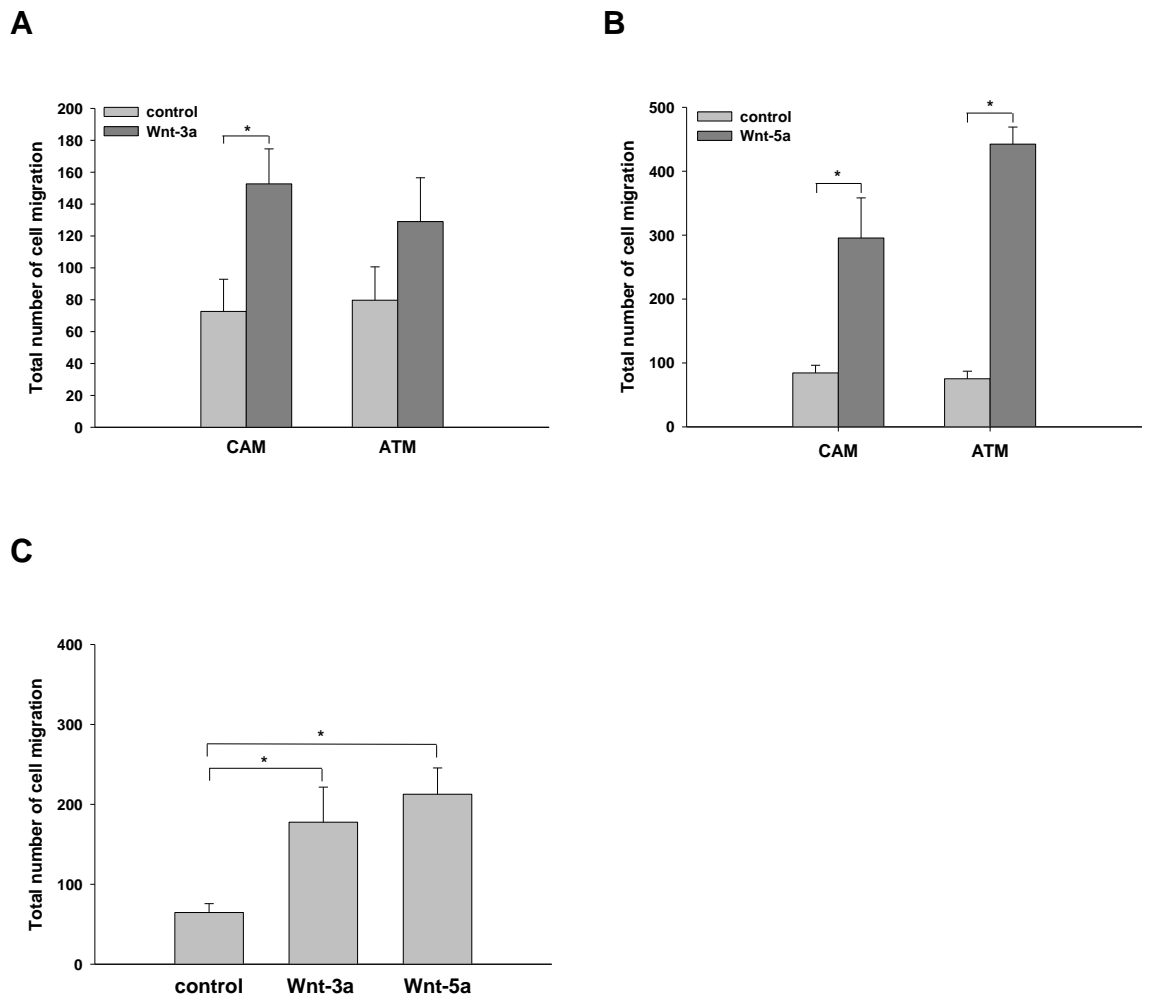 A
Total number of cell migration
200
180
160
140
120
100
80
60
40
20
0
control
Wnt-3a
*
CAM ATM
B
Total number of cell migration
500
400
300
200
100
0
control
Wnt-5a
*
*
CAM ATM
C
Total number of cell migration
400
300
200
100
0
*
*
control Wnt-3a Wnt-5a